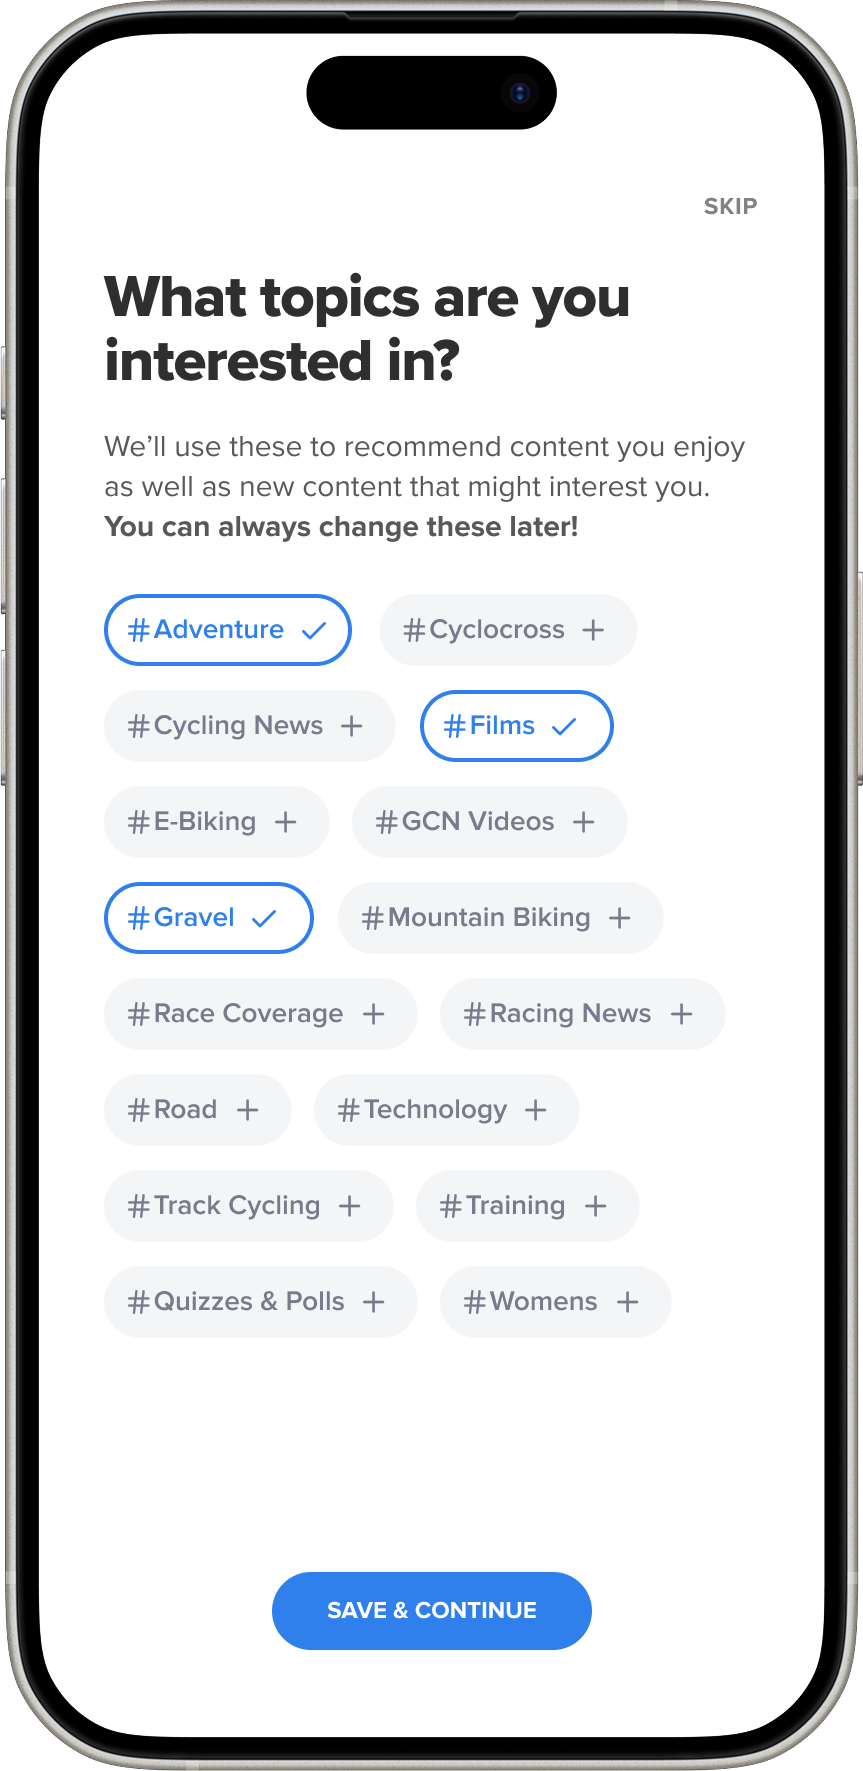 SKIP
What topics are you
interested in?
We’ll use these to recommend content you enjoy
as well as new content that might interest you.
You can always change these later!
#Adventure
#Cyclocross
#Cycling News
#Films
#E-Biking
#GCN Videos
#Gravel
#Mountain Biking
#Race Coverage
#Racing News
#Road
#Technology
#Track Cycling
#Training
#Quizzes & Polls
#Womens
SAVE & CONTINUE